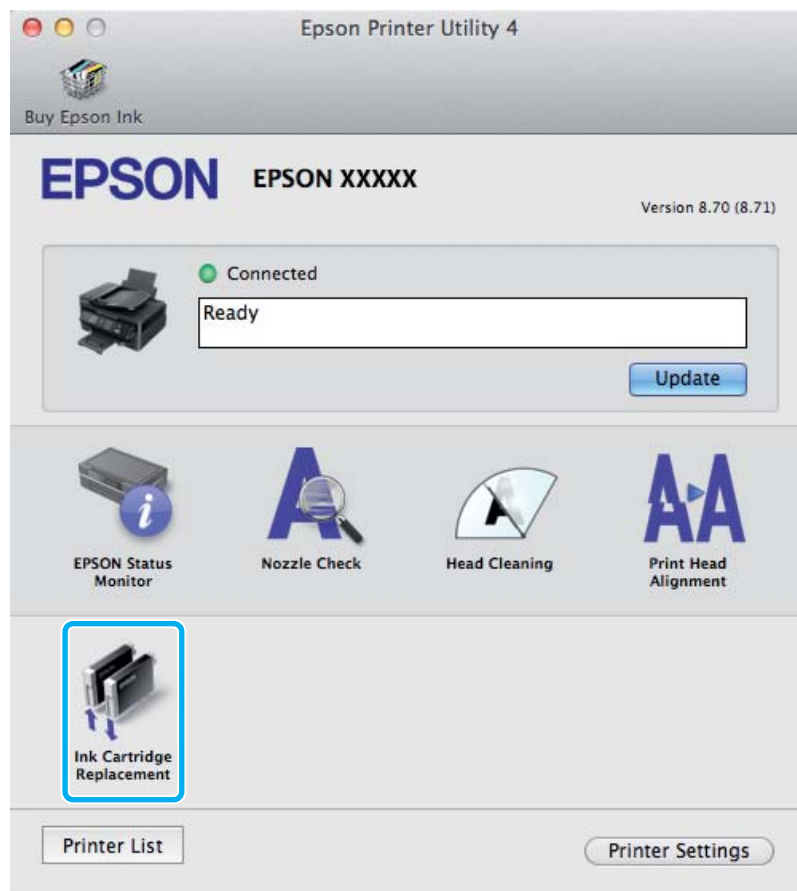 Epson Printer Utility 4
Buy Epson Ink
EPSON
EPSON XXXXX
Version 8.70 (8.71)
Connected
Ready
Update
EPSON Status
Monitor
Nozzle Check
Head Cleaning
Print Head
Alignment
Ink Cartridge
Replacement
Printer List
Printer Settings